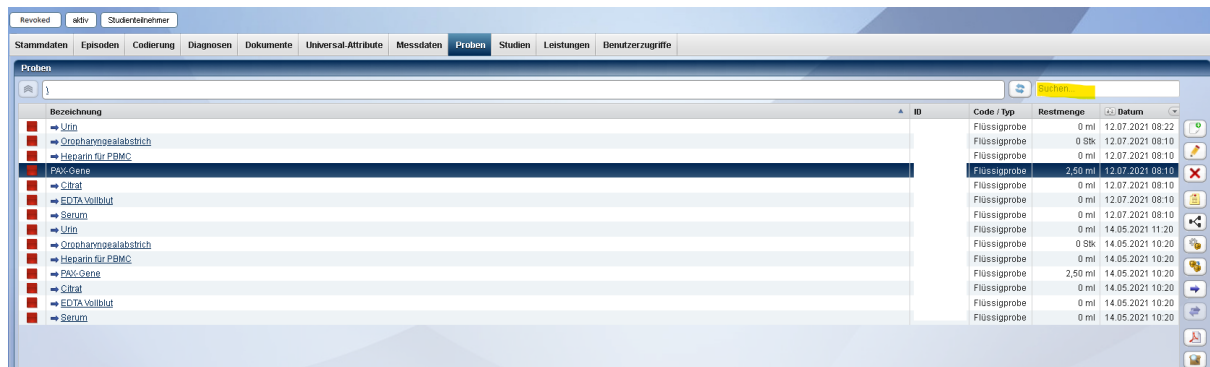 Revoked aktiv Studienteilnehmer
Stammdaten Episoden Codierung Diagnosen Dokumente Universal-Attribute Messdaten Proben Studien Leistungen Benutzerzugriffe
Proben
\ Suchen...
Bezeichnung ID Code / Typ Restmenge Datum
Urin Flüssigprobe 0 ml 12.07.2021 08:22
Oropharyngealabstrich Flüssigprobe 0 Stk 12.07.2021 08:10
Heparin für PBMC Flüssigprobe 0 ml 12.07.2021 08:10
PAX-Gene Flüssigprobe 2,50 ml 12.07.2021 08:10
Citrat Flüssigprobe 0 ml 12.07.2021 08:10
EDTA Vollblut Flüssigprobe 0 ml 12.07.2021 08:10
Serum Flüssigprobe 0 ml 12.07.2021 08:10
Urin Flüssigprobe 0 ml 14.05.2021 11:20
Oropharyngealabstrich Flüssigprobe 0 Stk 14.05.2021 10:20
Heparin für PBMC Flüssigprobe 0 ml 14.05.2021 10:20
PAX-Gene Flüssigprobe 2,50 ml 14.05.2021 10:20
Citrat Flüssigprobe 0 ml 14.05.2021 10:20
EDTA Vollblut Flüssigprobe 0 ml 14.05.2021 10:20
Serum Flüssigprobe 0 ml 14.05.2021 10:20